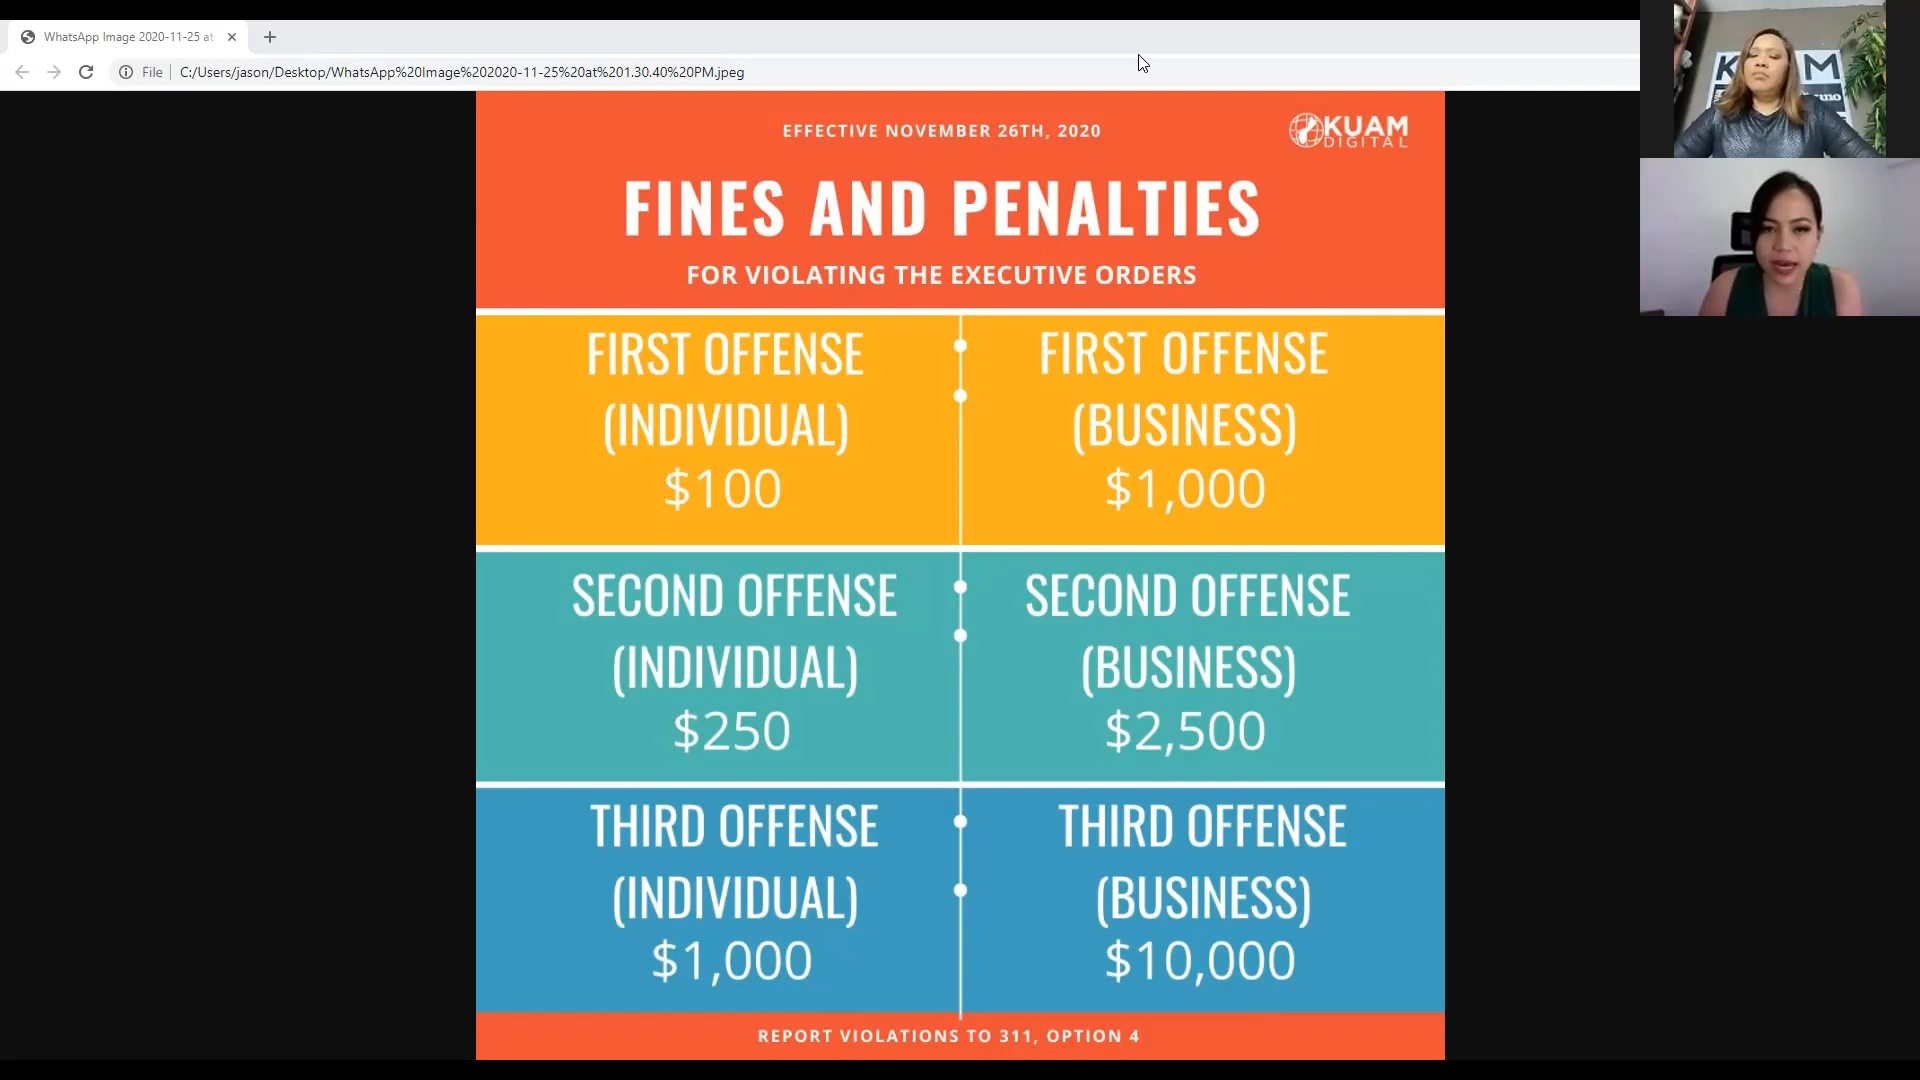 WhatsApp Image 2020-11-25 at
File
C:/Users/jason/Desktop/WhatsApp%20Image%202020-11-25%20at%201.30.40%20PM.jpeg
EFFECTIVE NOVEMBER 26TH, 2020
KUAM
DIGITAL
FINES AND PENALTIES
FOR VIOLATING THE EXECUTIVE ORDERS
FIRST OFFENSE
(INDIVIDUAL)
$100
FIRST OFFENSE
(BUSINESS)
$1,000
SECOND OFFENSE
(INDIVIDUAL)
$250
SECOND OFFENSE
(BUSINESS)
$2,500
THIRD OFFENSE
(INDIVIDUAL)
$1,000
THIRD OFFENSE
(BUSINESS)
$10,000
REPORT VIOLATIONS TO 311, OPTION 4